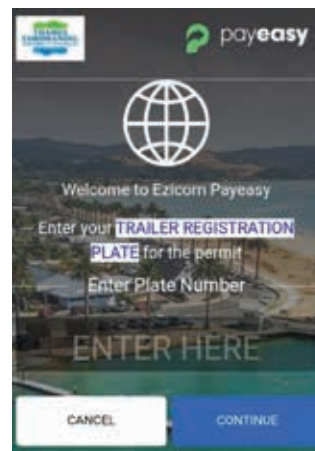 payeasy
Welcome to Ezicom Payeasy
Enter your TRAILER REGISTRATION
PLATE for the permit
Enter Plate Number
ENTER HERE
CANCEL
CONTINUE